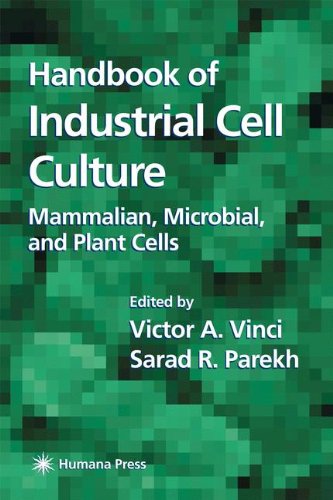 Handbook of
Industrial Cell
Culture
Mammalian, Microbial,
and Plant Cells
Edited by
Victor A. Vinci
Sarad R. Parekh
Humana Press